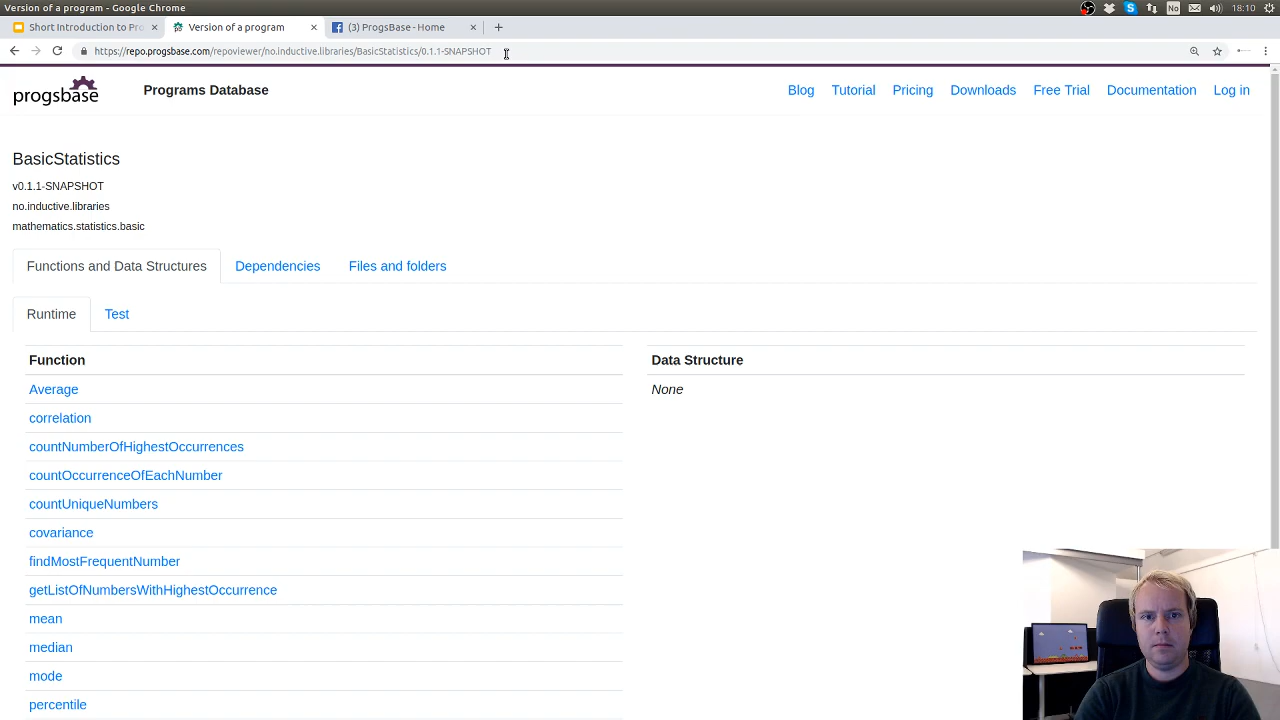 Version of a program - Google Chrome
No
18:10
Short Introduction to Pro
Version of a program
(3) ProgsBase - Home
https://repo.progsbase.com/repoviewer/no.inductive.libraries/BasicStatistics/0.1.1-SNAPSHOT
progsbase
Programs Database
Blog
Tutorial
Pricing
Downloads
Free Trial
Documentation
Log in
BasicStatistics
v0.1.1-SNAPSHOT
no.inductive.libraries
mathematics.statistics.basic
Functions and Data Structures
Dependencies
Files and folders
Runtime
Test
Function
Average
correlation
countNumberOfHighestOccurrences
countOccurrenceOfEachNumber
countUniqueNumbers
covariance
findMostFrequentNumber
getListOfNumbersWithHighestOccurrence
mean
median
mode
percentile
Data Structure
None